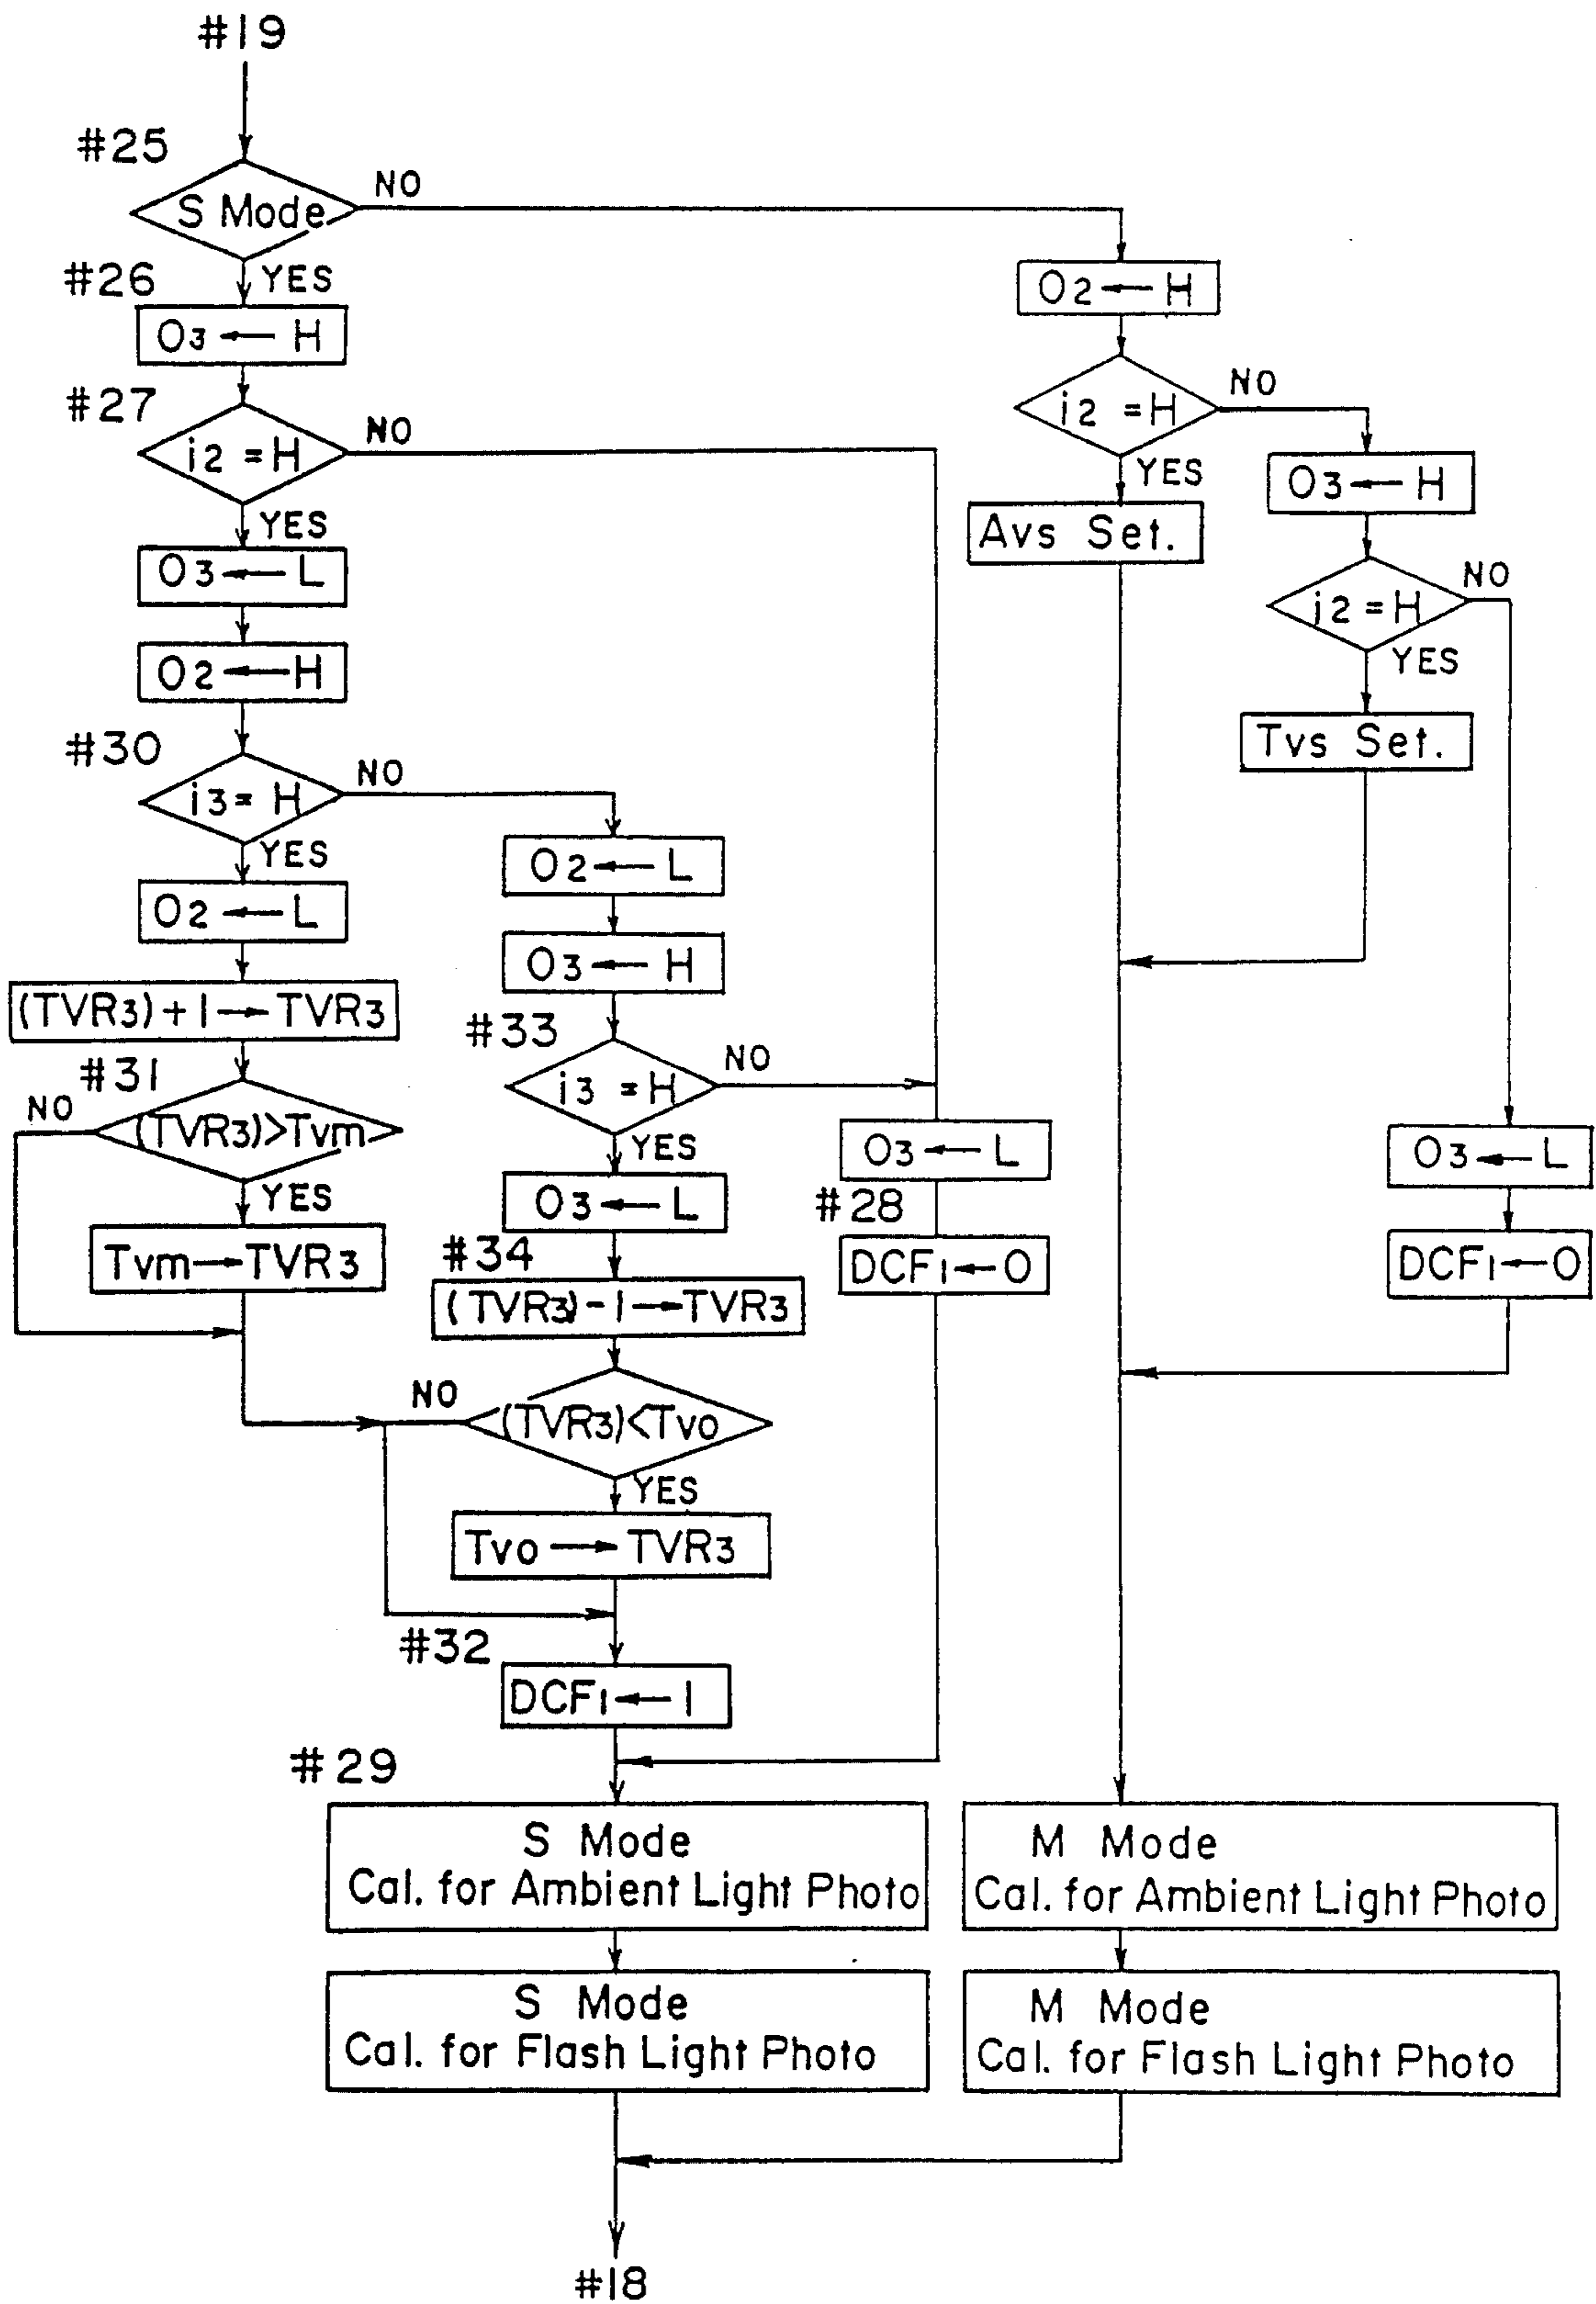 #19
#25
S Mode
NO
YES
#26
O3 ← H
#27
i2 = H
NO
YES
O3 ← L
O2 ← H
#30
i3 = H
NO
YES
O2 ← L
(TVR3)+1 → TVR3
#31
NO
(TVR3)>Tvm
YES
Tvm → TVR3
O2 ← L
O3 ← H
#33
i3 = H
NO
YES
O3 ← L
#34
(TVR3)-1 → TVR3
NO
(TVR3)<Tvo
YES
Tvo → TVR3
#32
DCF1 ← 1
O3 ← L
#28
DCF1 ← 0
#29
S Mode
Cal. for Ambient Light Photo
S Mode
Cal. for Flash Light Photo
O2 ← H
i2 = H
NO
YES
Avs Set.
O3 ← H
i2 = H
NO
YES
Tvs Set.
O3 ← L
DCF1 ← 0
M Mode
Cal. for Ambient Light Photo
M Mode
Cal. for Flash Light Photo
#18